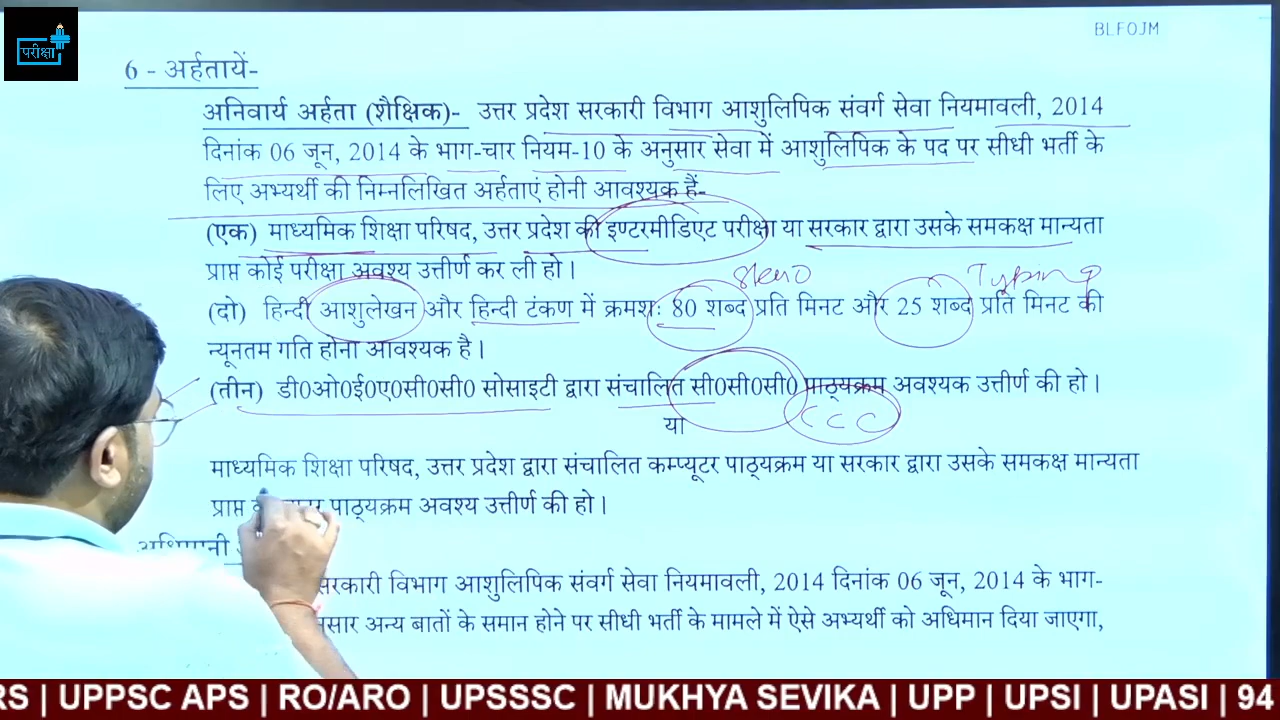 परीक्षा
BLFOJM
6 - अर्हतायें-
अनिवार्य अर्हता (शैक्षिक)- उत्तर प्रदेश सरकारी विभाग आशुलिपिक संवर्ग सेवा नियमावली, 2014
दिनांक 06 जून, 2014 के भाग-चार नियम-10 के अनुसार सेवा में आशुलिपिक के पद पर सीधी भर्ती के
लिए अभ्यर्थी की निम्नलिखित अर्हताएं होनी आवश्यक हैं-
(एक) माध्यमिक शिक्षा परिषद, उत्तर प्रदेश की इण्टरमीडिएट परीक्षा या सरकार द्वारा उसके समकक्ष मान्यता
प्राप्त कोई परीक्षा अवश्य उत्तीर्ण कर ली हो।
Steno Typing
(दो) हिन्दी आशुलेखन और हिन्दी टंकण में क्रमशः 80 शब्द प्रति मिनट और 25 शब्द प्रति मिनट की
न्यूनतम गति होना आवश्यक है।
(तीन) डी0ओ0ई0ए0सी0सी0 सोसाइटी द्वारा संचालित सी0सी0सी0 पाठ्यक्रम अवश्यक उत्तीर्ण की हो।
या CCC
माध्यमिक शिक्षा परिषद, उत्तर प्रदेश द्वारा संचालित कम्प्यूटर पाठ्यक्रम या सरकार द्वारा उसके समकक्ष मान्यता
प्राप्त पाठ्यक्रम अवश्य उत्तीर्ण की हो।
अधिमानी
सरकारी विभाग आशुलिपिक संवर्ग सेवा नियमावली, 2014 दिनांक 06 जून, 2014 के भाग-
अन्य बातों के समान होने पर सीधी भर्ती के मामले में ऐसे अभ्यर्थी को अधिमान दिया जाएगा,
RS | UPPSC APS | RO/ARO | UPSSSC | MUKHYA SEVIKA | UPP | UPSI | UPASI | 94